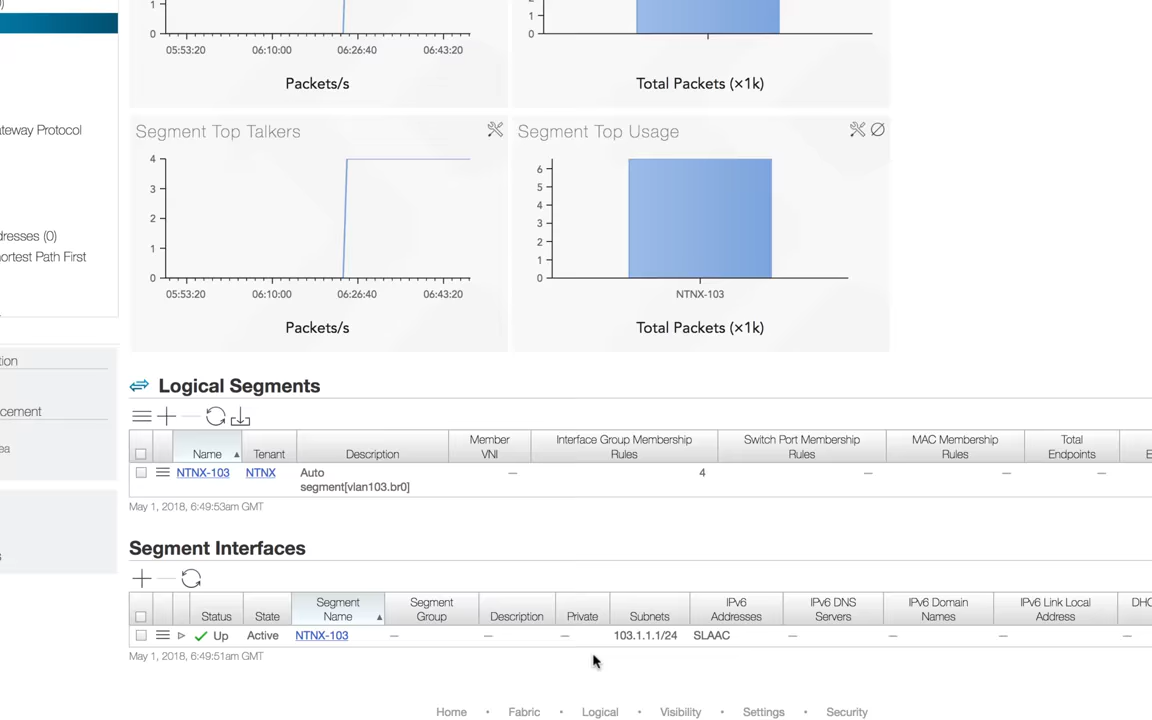 1
0
05:53:20 06:10:00 06:26:40 06:43:20
Packets/s
1
0
Total Packets (×1k)
ateway Protocol
dresses (0)
ortest Path First
tion
cement
ea
s
Segment Top Talkers
4
3
2
1
0
05:53:20 06:10:00 06:26:40 06:43:20
Packets/s
Segment Top Usage
6
5
4
3
2
1
0
NTNX-103
Total Packets (×1k)
Logical Segments
Name Tenant Description Member VNI Interface Group Membership Rules Switch Port Membership Rules MAC Membership Rules Total Endpoints E
NTNX-103 NTNX Auto — 4 — — —
segment[vlan103.br0]
May 1, 2018, 6:49:53am GMT
Segment Interfaces
Status State Segment Name Segment Group Description Private Subnets IPv6 Addresses IPv6 DNS Servers IPv6 Domain Names IPv6 Link Local Address DHC
Up Active NTNX-103 — — — 103.1.1.1/24 SLAAC — — — —
May 1, 2018, 6:49:51am GMT
Home • Fabric • Logical • Visibility • Settings • Security